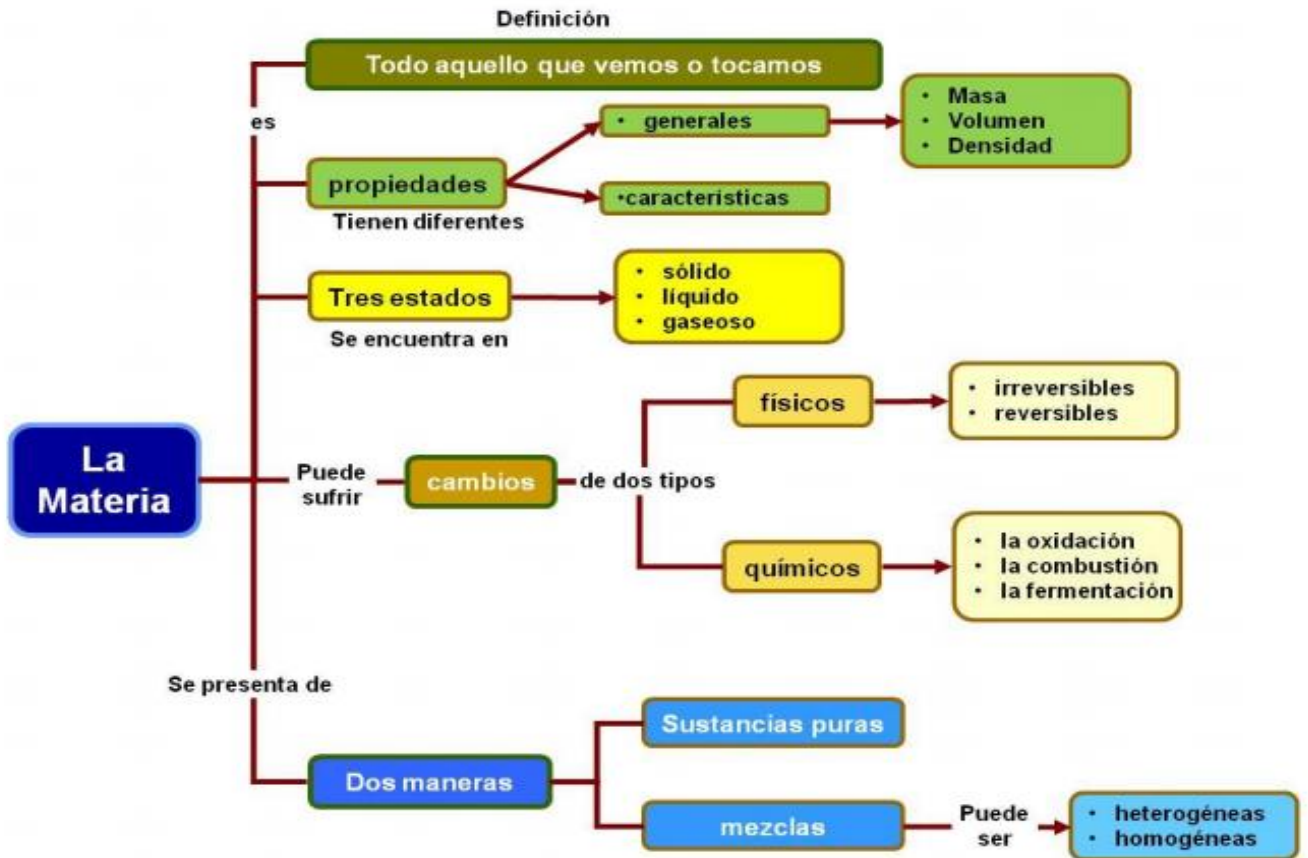 Definición
Todo aquello que vemos o tocamos
es
• generales
• Masa
• Volumen
• Densidad
propiedades
•características
Tienen diferentes
Tres estados
• sólido
• líquido
• gaseoso
Se encuentra en
La
Materia
Puede
sufrir
cambios
de dos tipos
físicos
• irreversibles
• reversibles
químicos
• la oxidación
• la combustión
• la fermentación
Se presenta de
Dos maneras
Sustancias puras
mezclas
Puede
ser
• heterogéneas
• homogéneas